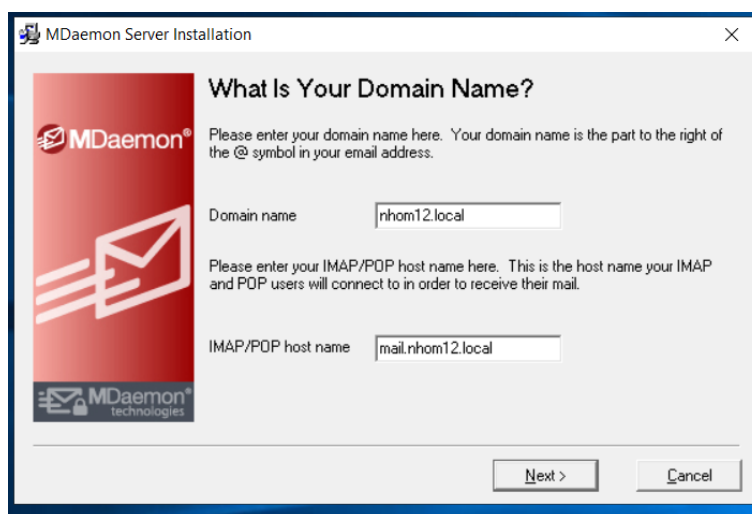 MDaemon Server Installation
What Is Your Domain Name?
MDaemon®
Please enter your domain name here. Your domain name is the part to the right of
the @ symbol in your email address.
Domain name
nhom12.local
Please enter your IMAP/POP host name here. This is the host name your IMAP
and POP users will connect to in order to receive their mail.
IMAP/POP host name
mail.nhom12.local
MDaemon®
technologies
Next >
Cancel